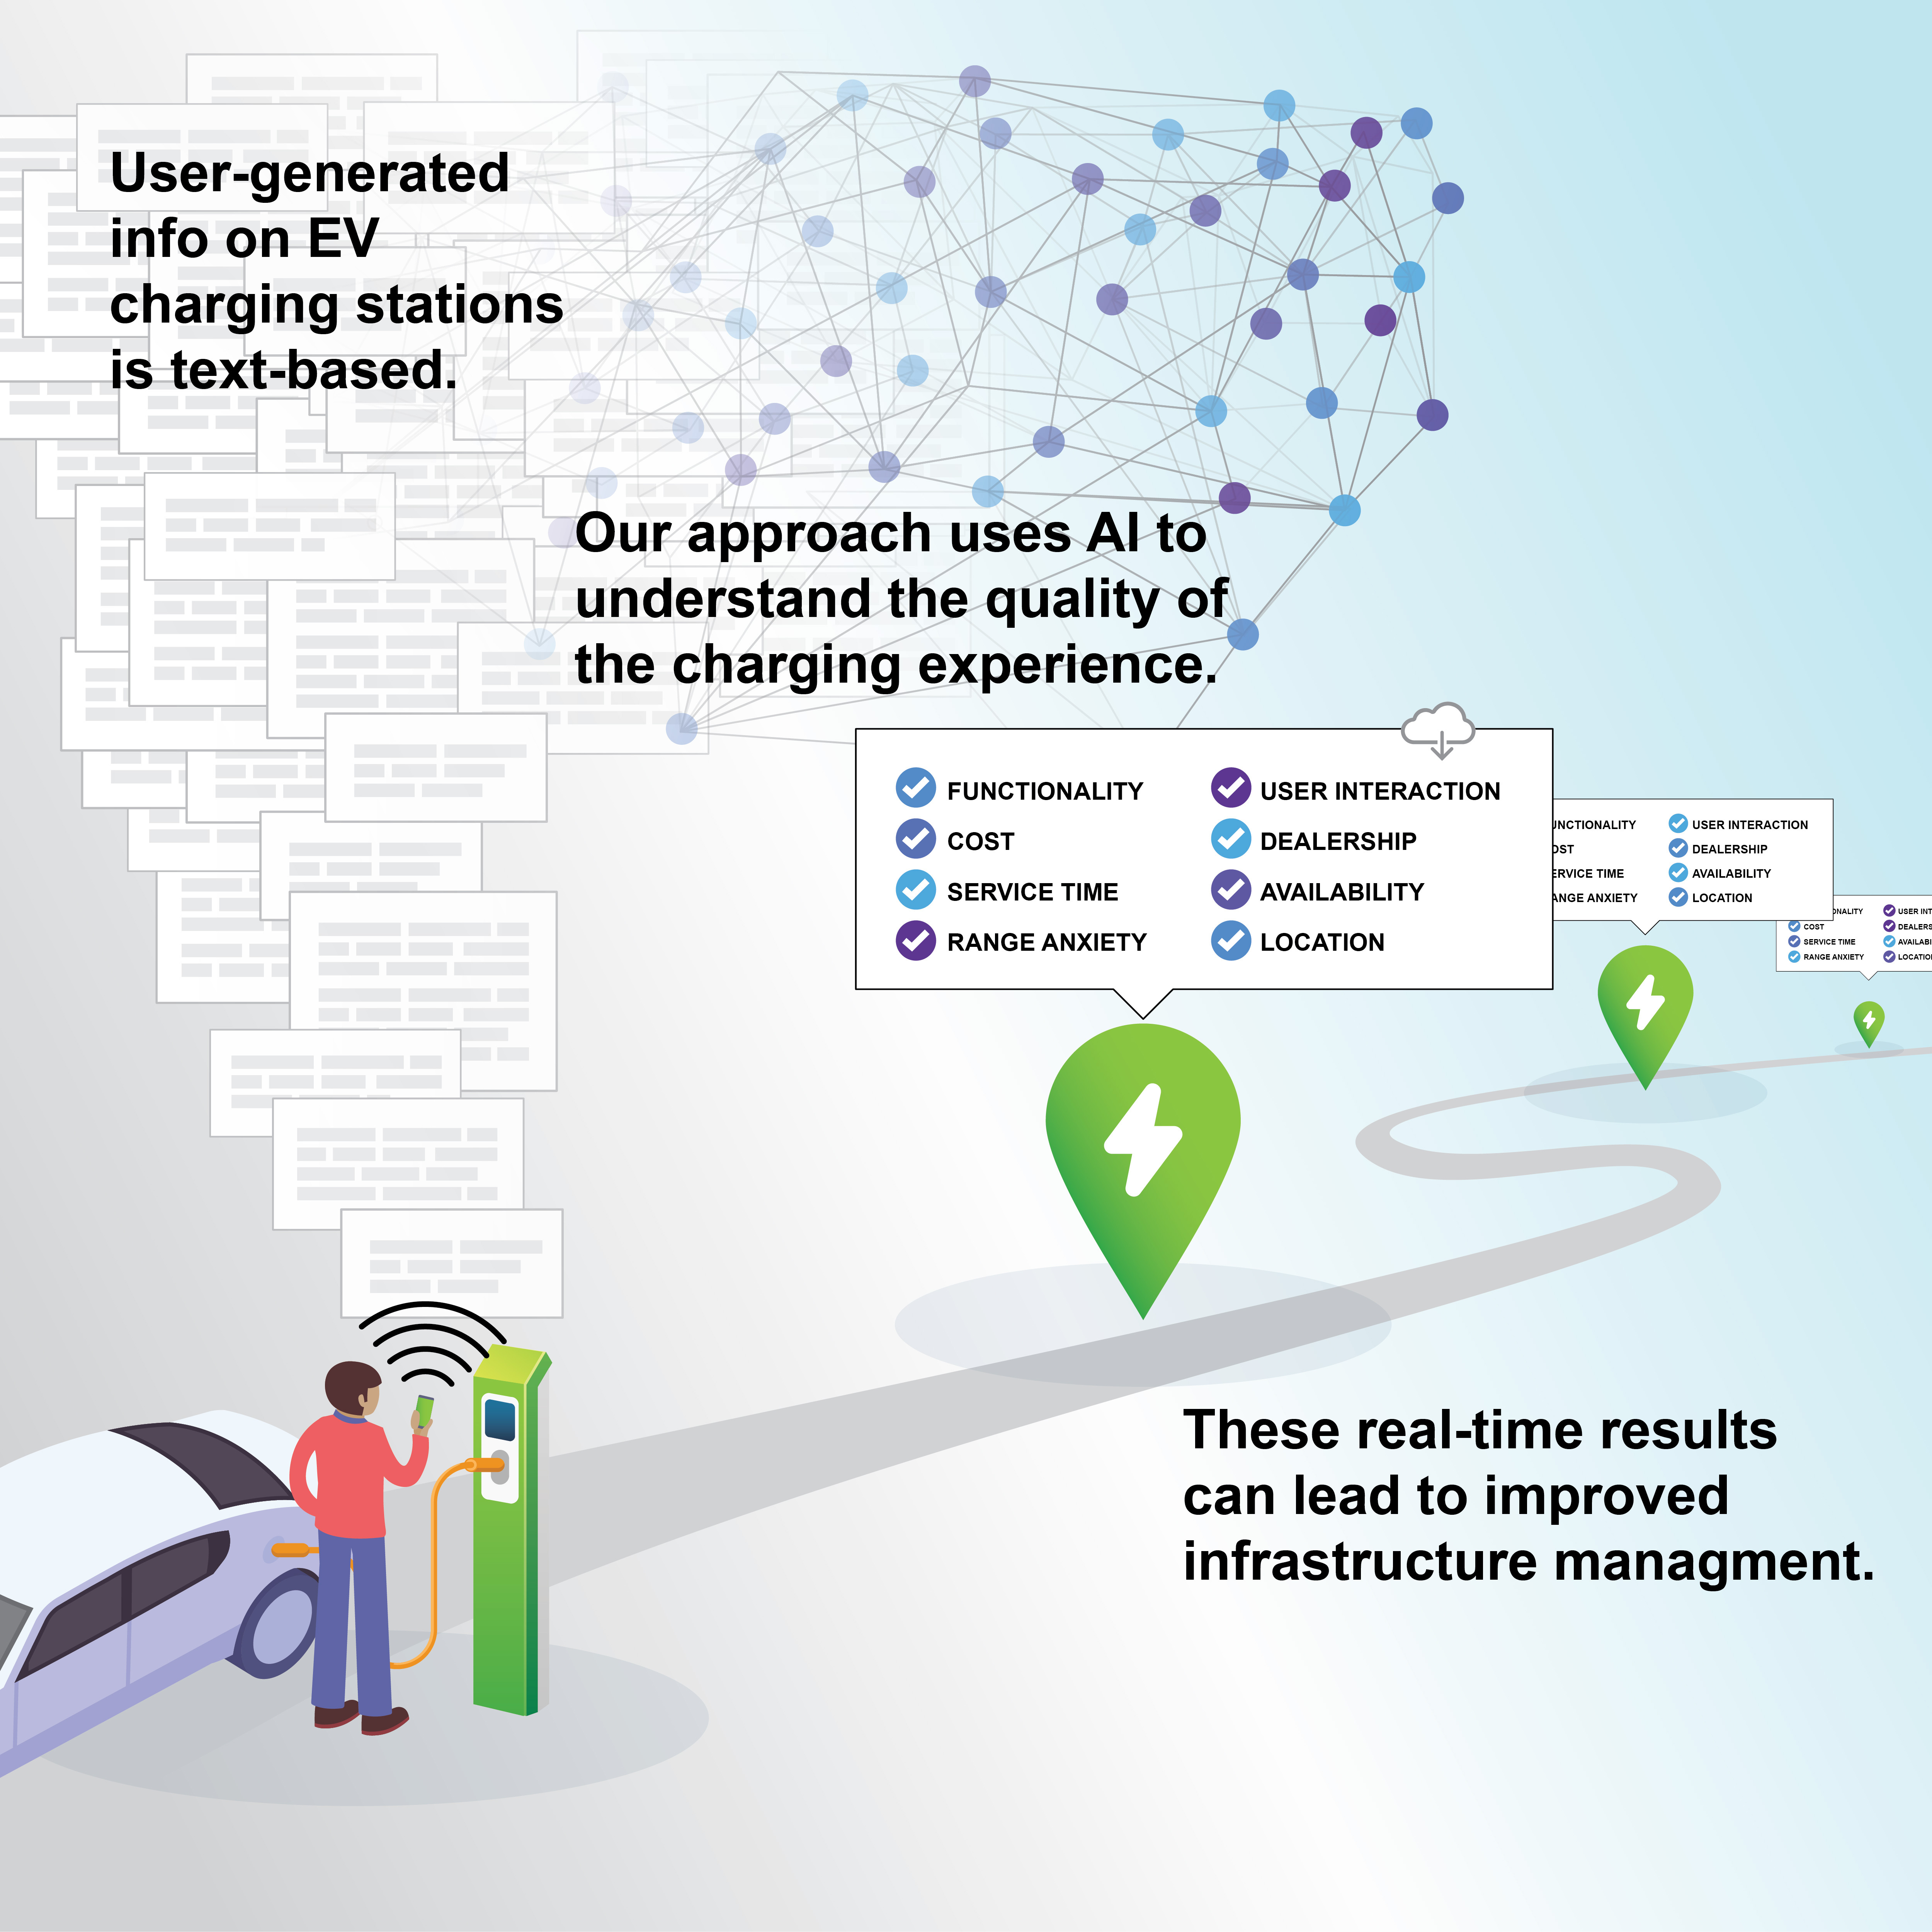 User-generated
info on EV
charging stations
is text-based.
Our approach uses AI to
understand the quality of
the charging experience.
FUNCTIONALITY
COST
SERVICE TIME
RANGE ANXIETY
USER INTERACTION
DEALERSHIP
AVAILABILITY
LOCATION
UNCTIONALITY
OST
ERVICE TIME
ANGE ANXIETY
USER INTERACTION
DEALERSHIP
AVAILABILITY
LOCATION
ONALITY
COST
SERVICE TIME
RANGE ANXIETY
USER INT
DEALERS
AVAILABI
LOCATIO
These real-time results
can lead to improved
infrastructure managment.